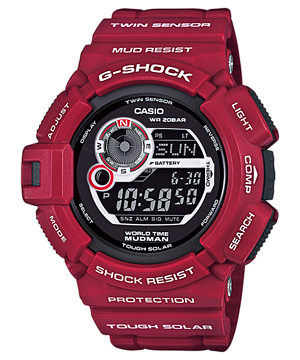 TWIN SENSOR
MUD RESIST
G-SHOCK
TWIN SENSOR
CASIO
WR 20BAR
ADJUST
DISPLAY
N
REVERSE
LIGHT
SUN
BATTERY
THERMO
COMP
6-30
P
10:58 50
SNZ ALM SIG MUTE
SELECT
FORWARD
MODE
SEARCH
WORLD TIME
MUDMAN
TOUGH SOLAR
SHOCK RESIST
PROTECTION
TOUGH SOLAR